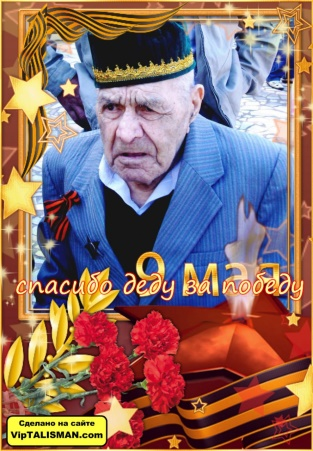 9 мая
спасибо деду за победу
Сделано на сайте
VipTALISMAN.com